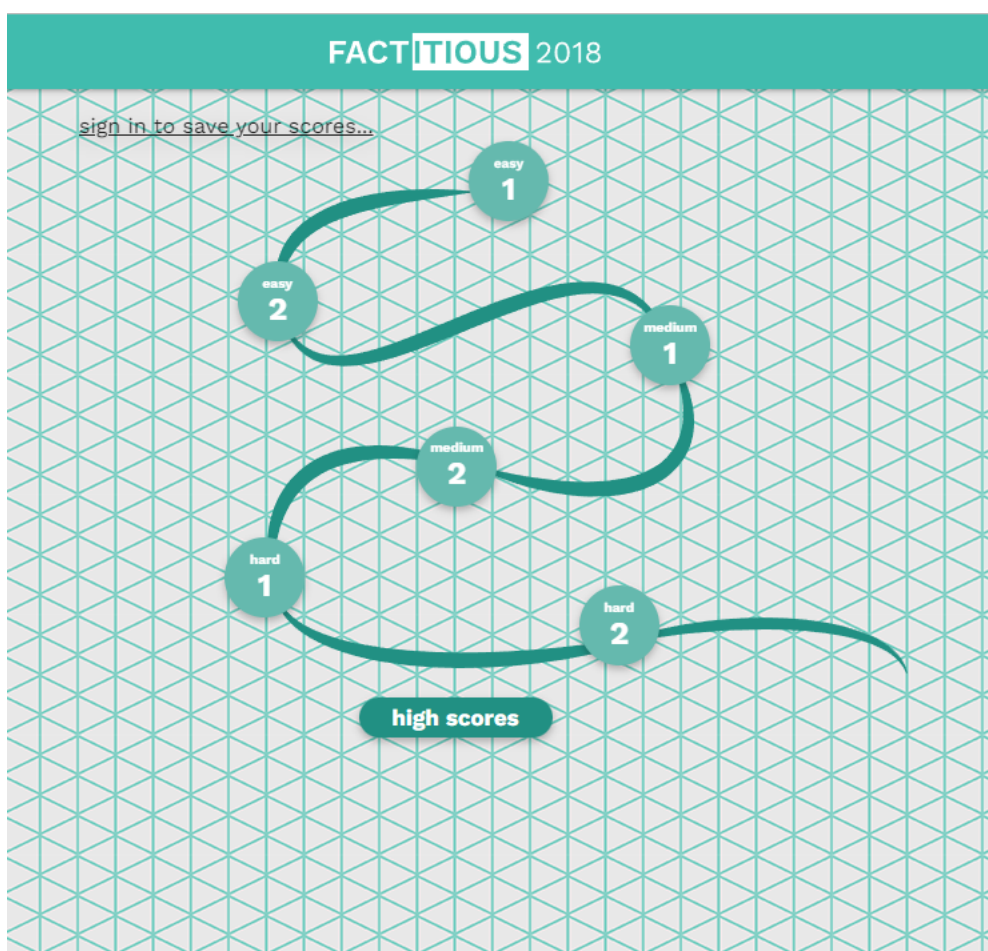 FACTITIOUS 2018
sign in to save your scores...
easy
1
easy
2
medium
1
medium
2
hard
1
hard
2
high scores